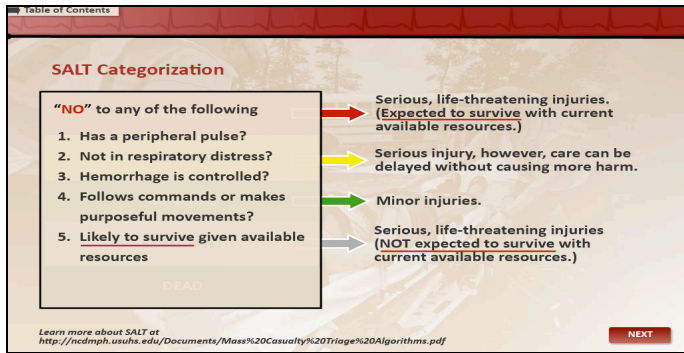 Table of Contents
SALT Categorization
“NO” to any of the following
1. Has a peripheral pulse?
2. Not in respiratory distress?
3. Hemorrhage is controlled?
4. Follows commands or makes
purposeful movements?
5. Likely to survive given available
resources
DEAD
Serious, life-threatening injuries.
(Expected to survive with current
available resources.)
Serious injury, however, care can be
delayed without causing more harm.
Minor injuries.
Serious, life-threatening injuries
(NOT expected to survive with
current available resources.)
Learn more about SALT at
http://ncdmph.usuhs.edu/Documents/Mass%20Casualty%20Triage%20Algorithms.pdf
NEXT